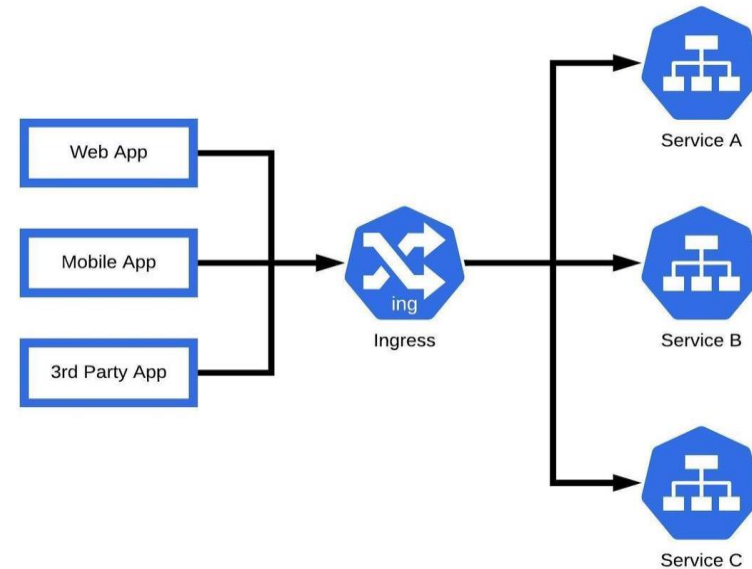 Web App
Mobile App
3rd Party App
ing
Ingress
Service A
Service B
Service C